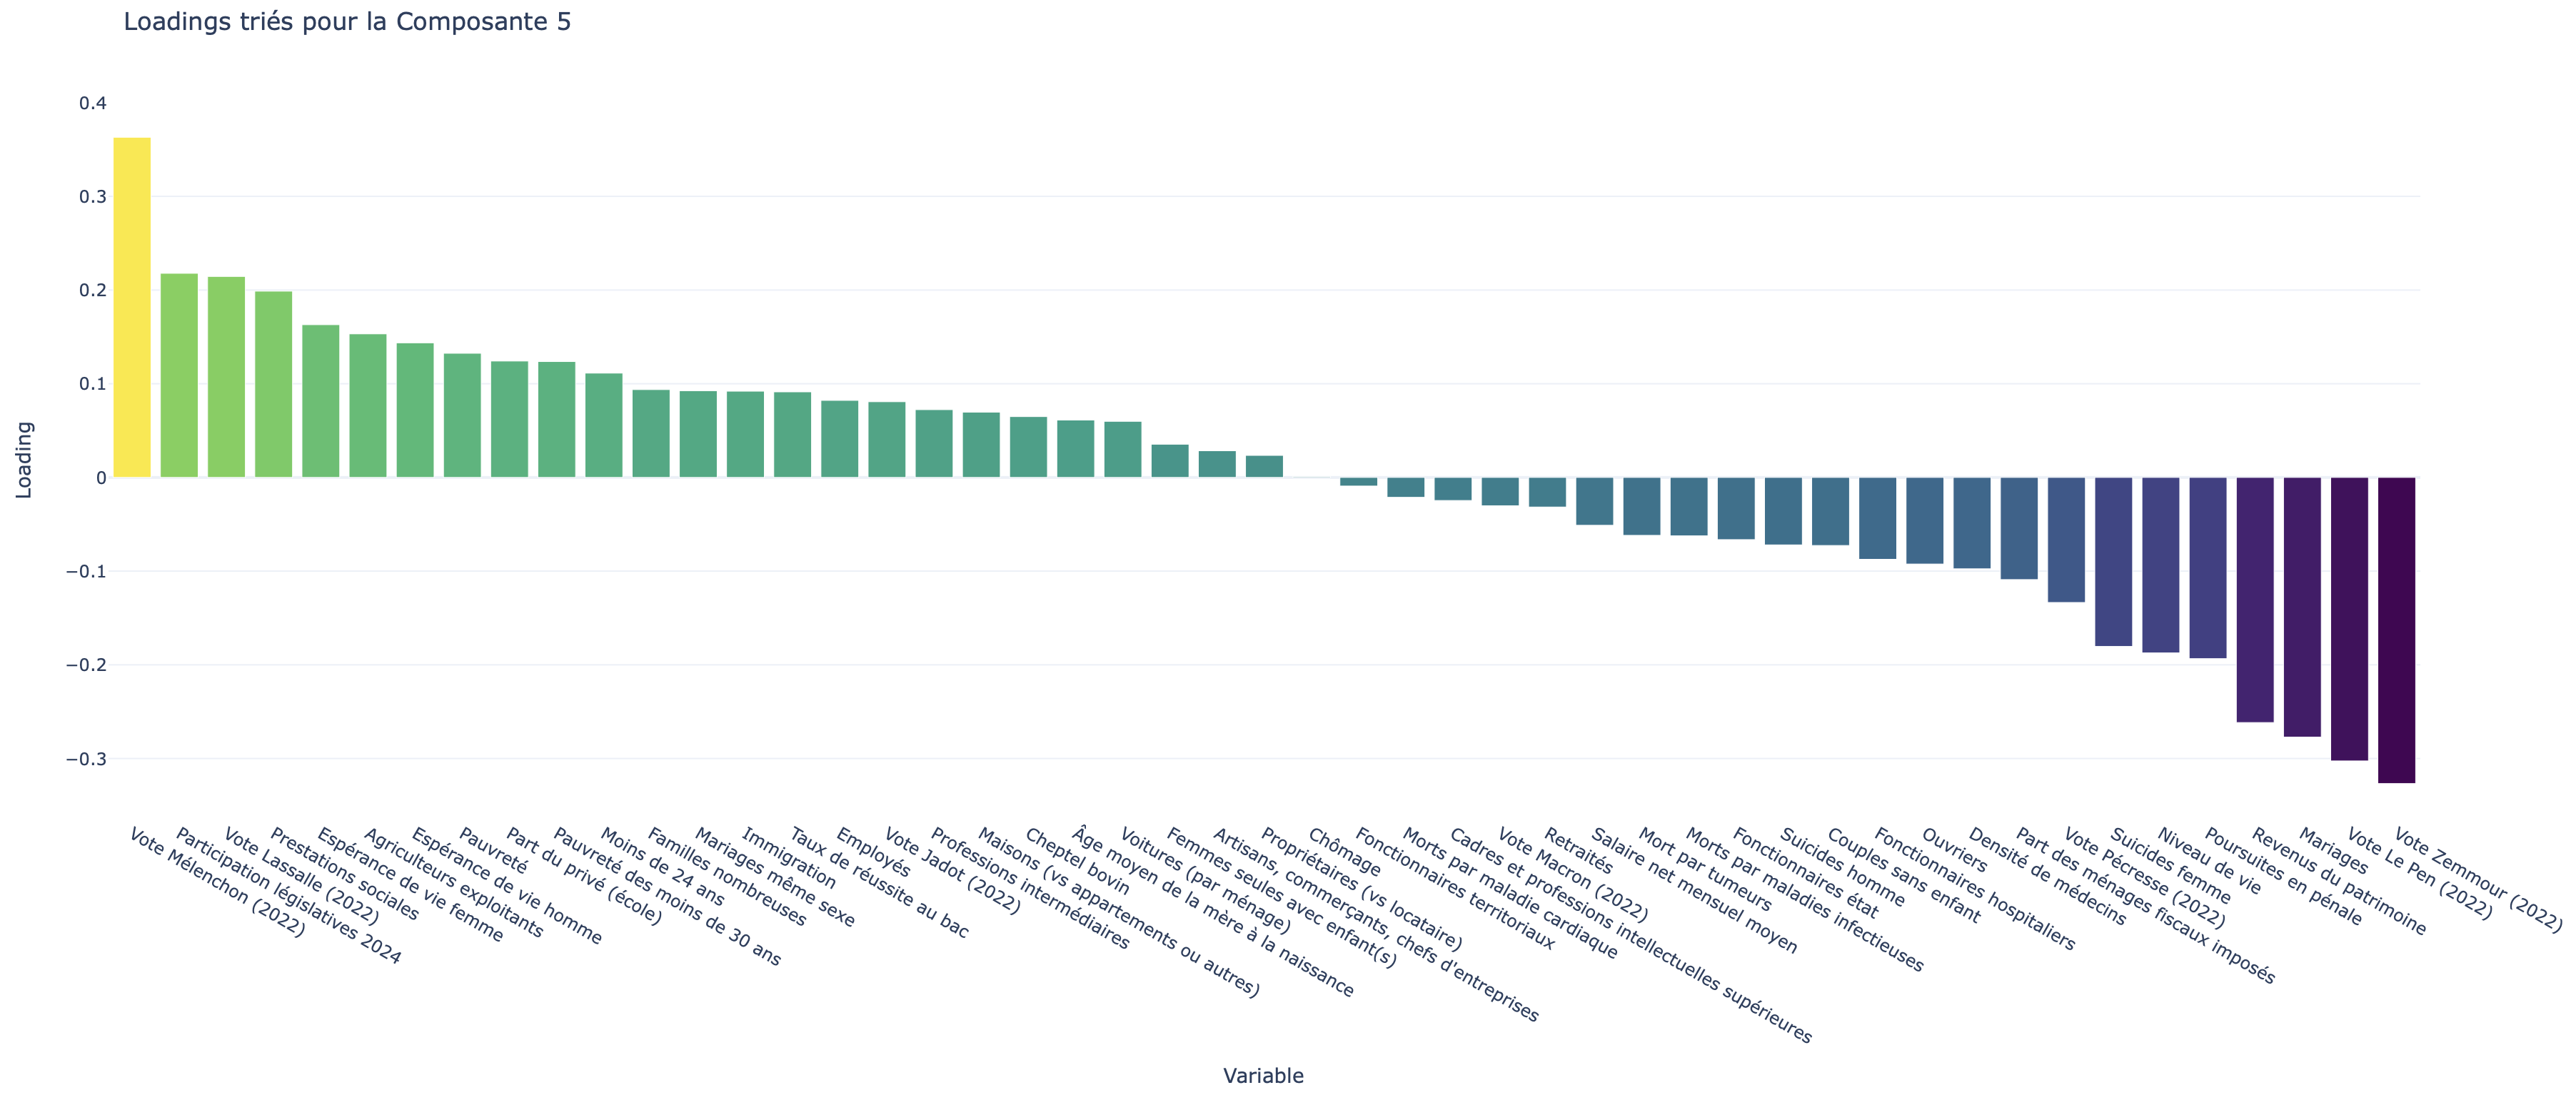 Loadings triés pour la Composante 5
0.4
0.3
0.2
0.1
0
−0.1
−0.2
−0.3
Loading
Vote Mélenchon (2022)
Participation législatives 2024
Vote Lassalle (2022)
Prestations sociales
Espérance de vie femme
Agriculteurs exploitants
Espérance de vie homme
Pauvreté
Part du privé (école)
Pauvreté des moins de 30 ans
Moins de 24 ans
Familles nombreuses
Mariages même sexe
Immigration
Taux de réussite au bac
Employés
Vote Jadot (2022)
Professions intermédiaires
Maisons (vs appartements ou autres)
Cheptel bovin
Âge moyen de la mère à la naissance
Voitures (par ménage)
Femmes seules avec enfant(s)
Artisans, commerçants, chefs d'entreprises
Propriétaires (vs locataire)
Chômage
Fonctionnaires territoriaux
Morts par maladie cardiaque
Cadres et professions intellectuelles supérieures
Vote Macron (2022)
Retraités
Salaire net mensuel moyen
Mort par tumeurs
Morts par maladies infectieuses
Fonctionnaires état
Suicides homme
Couples sans enfant
Fonctionnaires hospitaliers
Ouvriers
Densité de médecins
Part des ménages fiscaux imposés
Vote Pécresse (2022)
Suicides femme
Niveau de vie
Poursuites en pénale
Revenus du patrimoine
Mariages
Vote Le Pen (2022)
Vote Zemmour (2022)
Variable